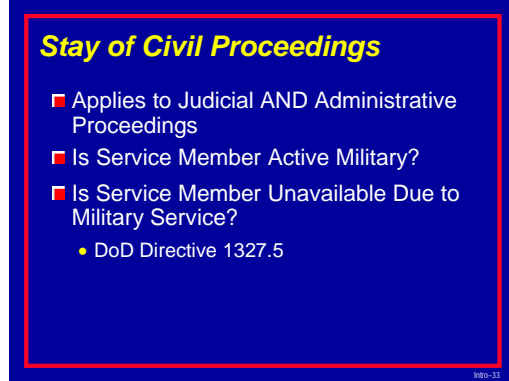 Stay of Civil Proceedings
Applies to Judicial AND Administrative
Proceedings
Is Service Member Active Military?
Is Service Member Unavailable Due to
Military Service?
DoD Directive 1327.5
Intro-33